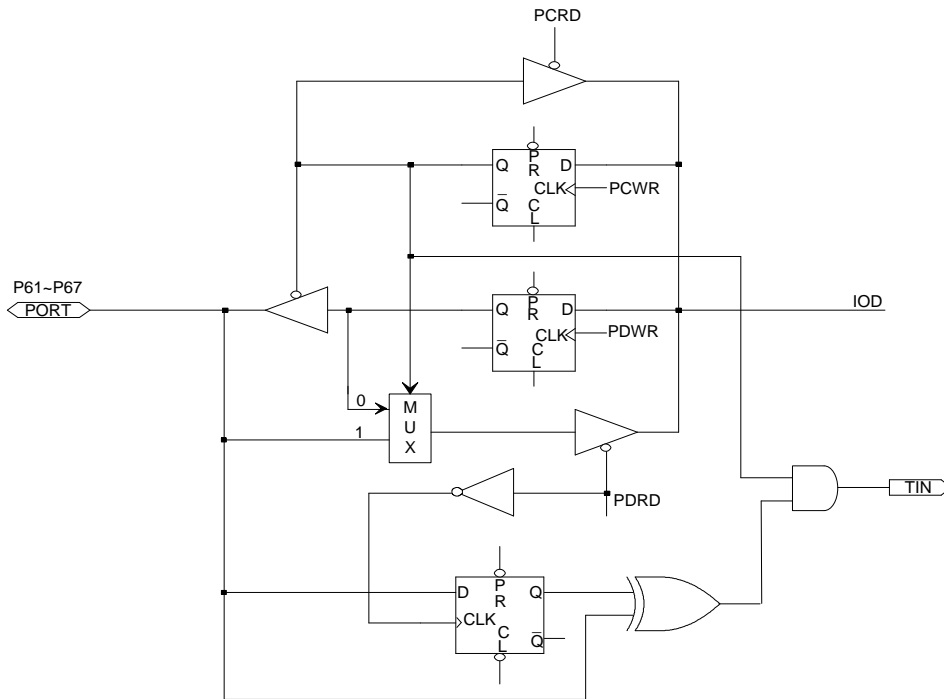 PCRD
P
R
Q
D
CLK
PCWR
Q̅
C
L
P61~P67
PORT
P
R
Q
D
IOD
CLK
PDWR
Q̅
C
L
0
M
U
X
1
TIN
PDRD
P
R
D
Q
CLK
C
L
Q̅